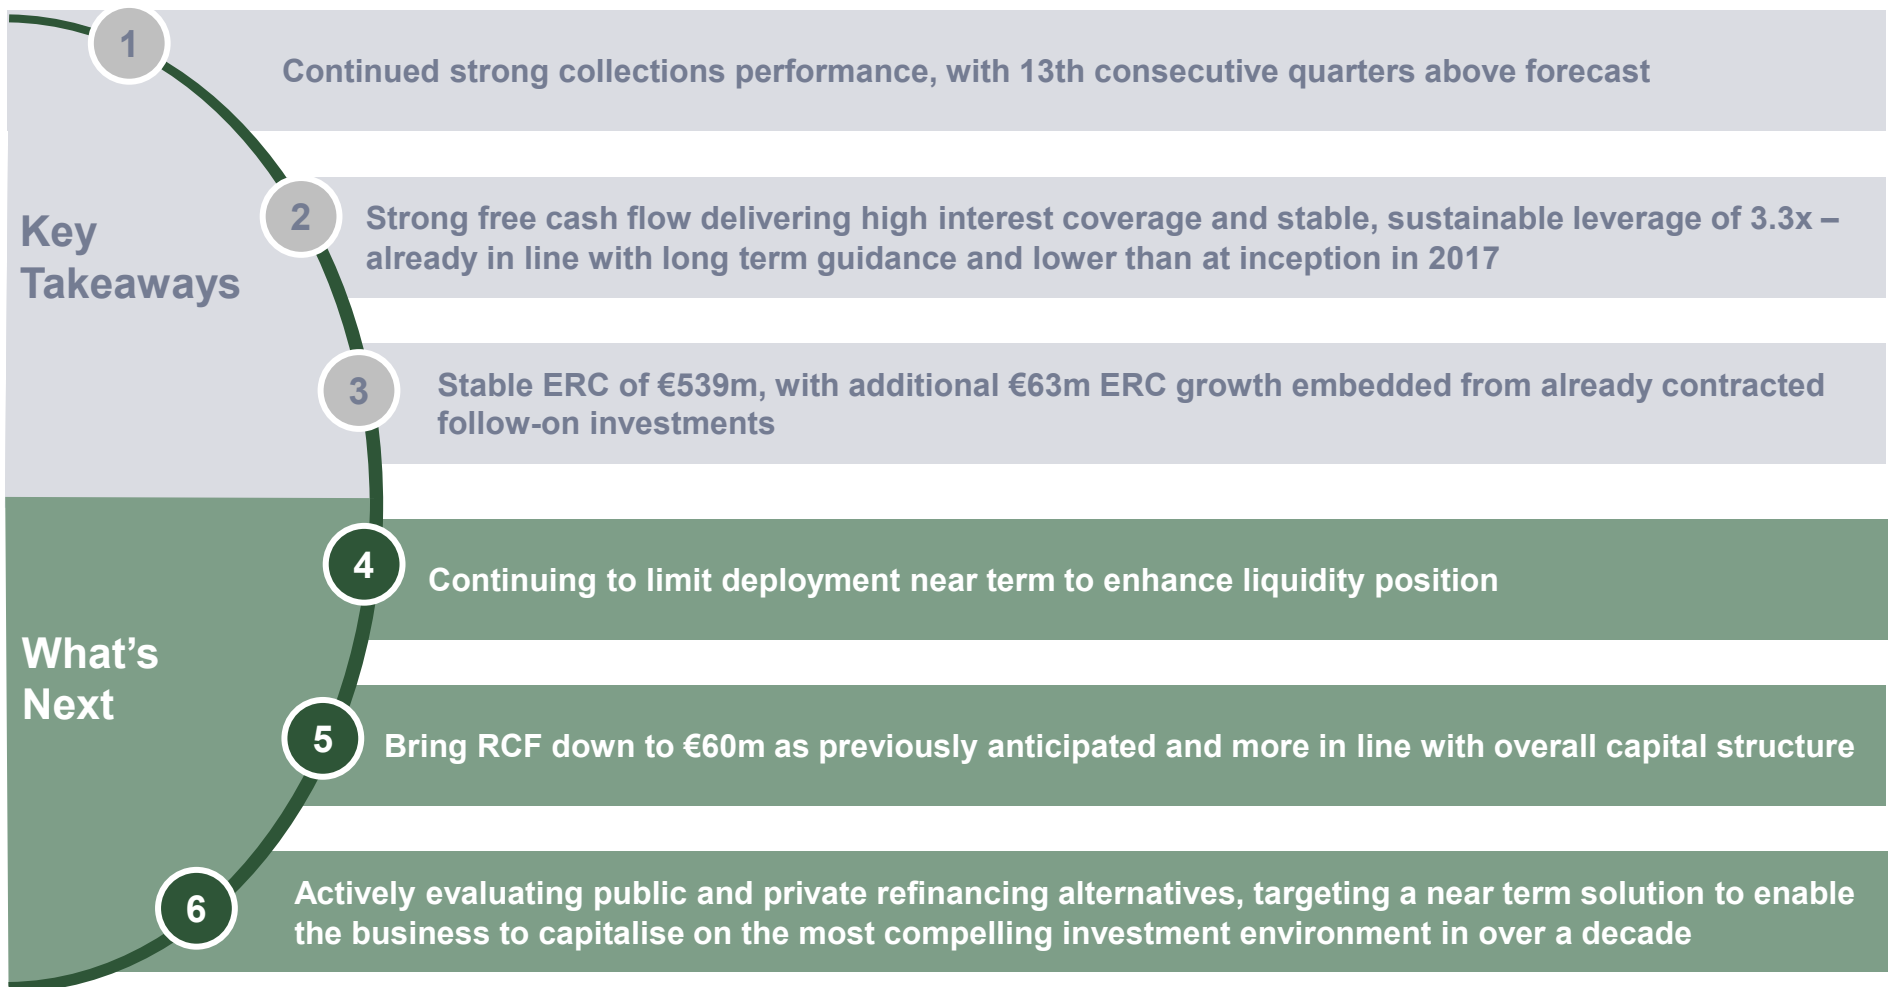 1
Continued strong collections performance, with 13th consecutive quarters above forecast
Key
Takeaways
2
Strong free cash flow delivering high interest coverage and stable, sustainable leverage of 3.3x –
already in line with long term guidance and lower than at inception in 2017
3
Stable ERC of €539m, with additional €63m ERC growth embedded from already contracted
follow-on investments
What’s
Next
4
Continuing to limit deployment near term to enhance liquidity position
5
Bring RCF down to €60m as previously anticipated and more in line with overall capital structure
6
Actively evaluating public and private refinancing alternatives, targeting a near term solution to enable
the business to capitalise on the most compelling investment environment in over a decade